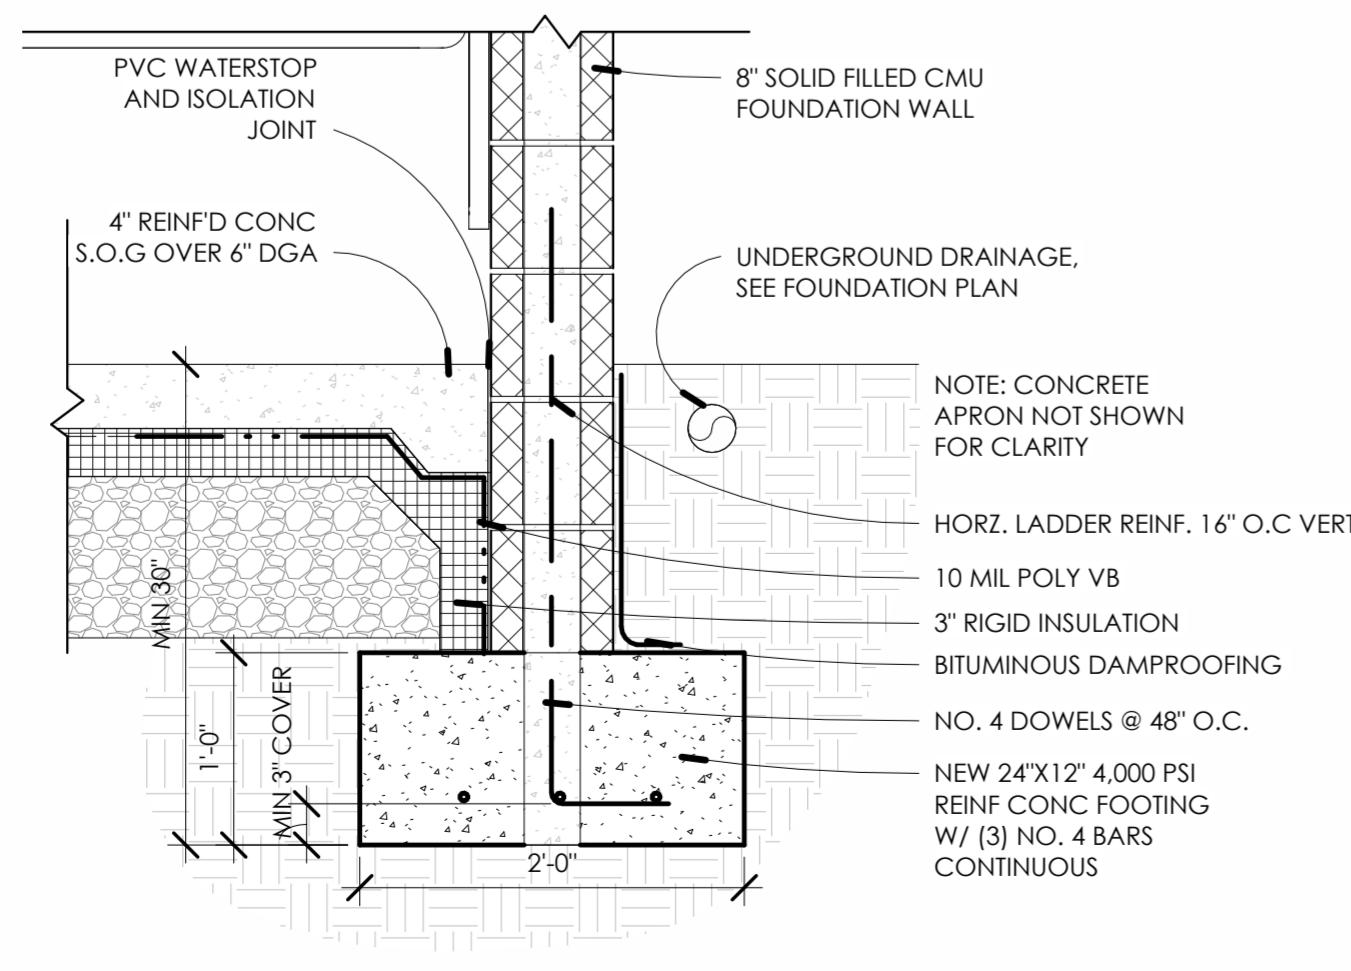 PVC WATERSTOP
AND ISOLATION
JOINT
4" REINF'D CONC
S.O.G OVER 6" DGA
8" SOLID FILLED CMU
FOUNDATION WALL
UNDERGROUND DRAINAGE,
SEE FOUNDATION PLAN
NOTE: CONCRETE
APRON NOT SHOWN
FOR CLARITY
HORZ. LADDER REINF. 16" O.C VERT
10 MIL POLY VB
3" RIGID INSULATION
BITUMINOUS DAMPROOFING
NO. 4 DOWELS @ 48" O.C.
NEW 24"X12" 4,000 PSI
REINF CONC FOOTING
W/ (3) NO. 4 BARS
CONTINUOUS
MIN 30"
1'-0"
MIN 3" COVER
2'-0"